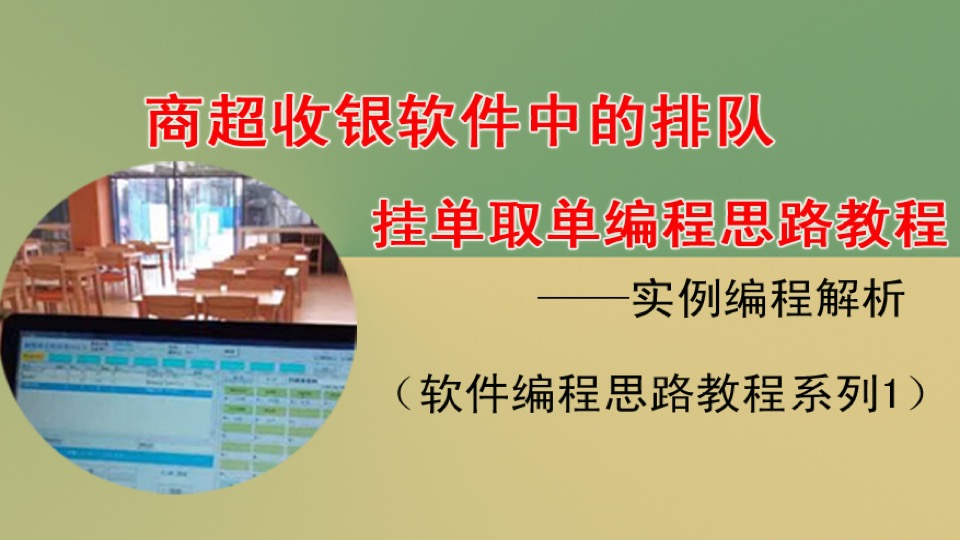 商超收银软件中的排队
挂单取单编程思路教程
——实例编程解析
（软件编程思路教程系列1）